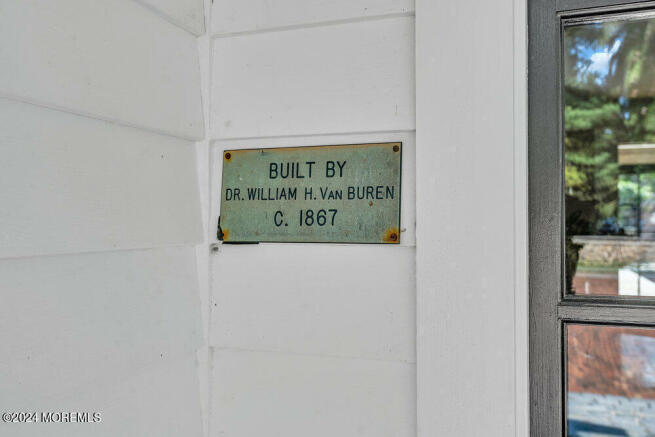 BUILT BY
DR. WILLIAM H. VAN BUREN
C. 1867
©2024 MOREMLS